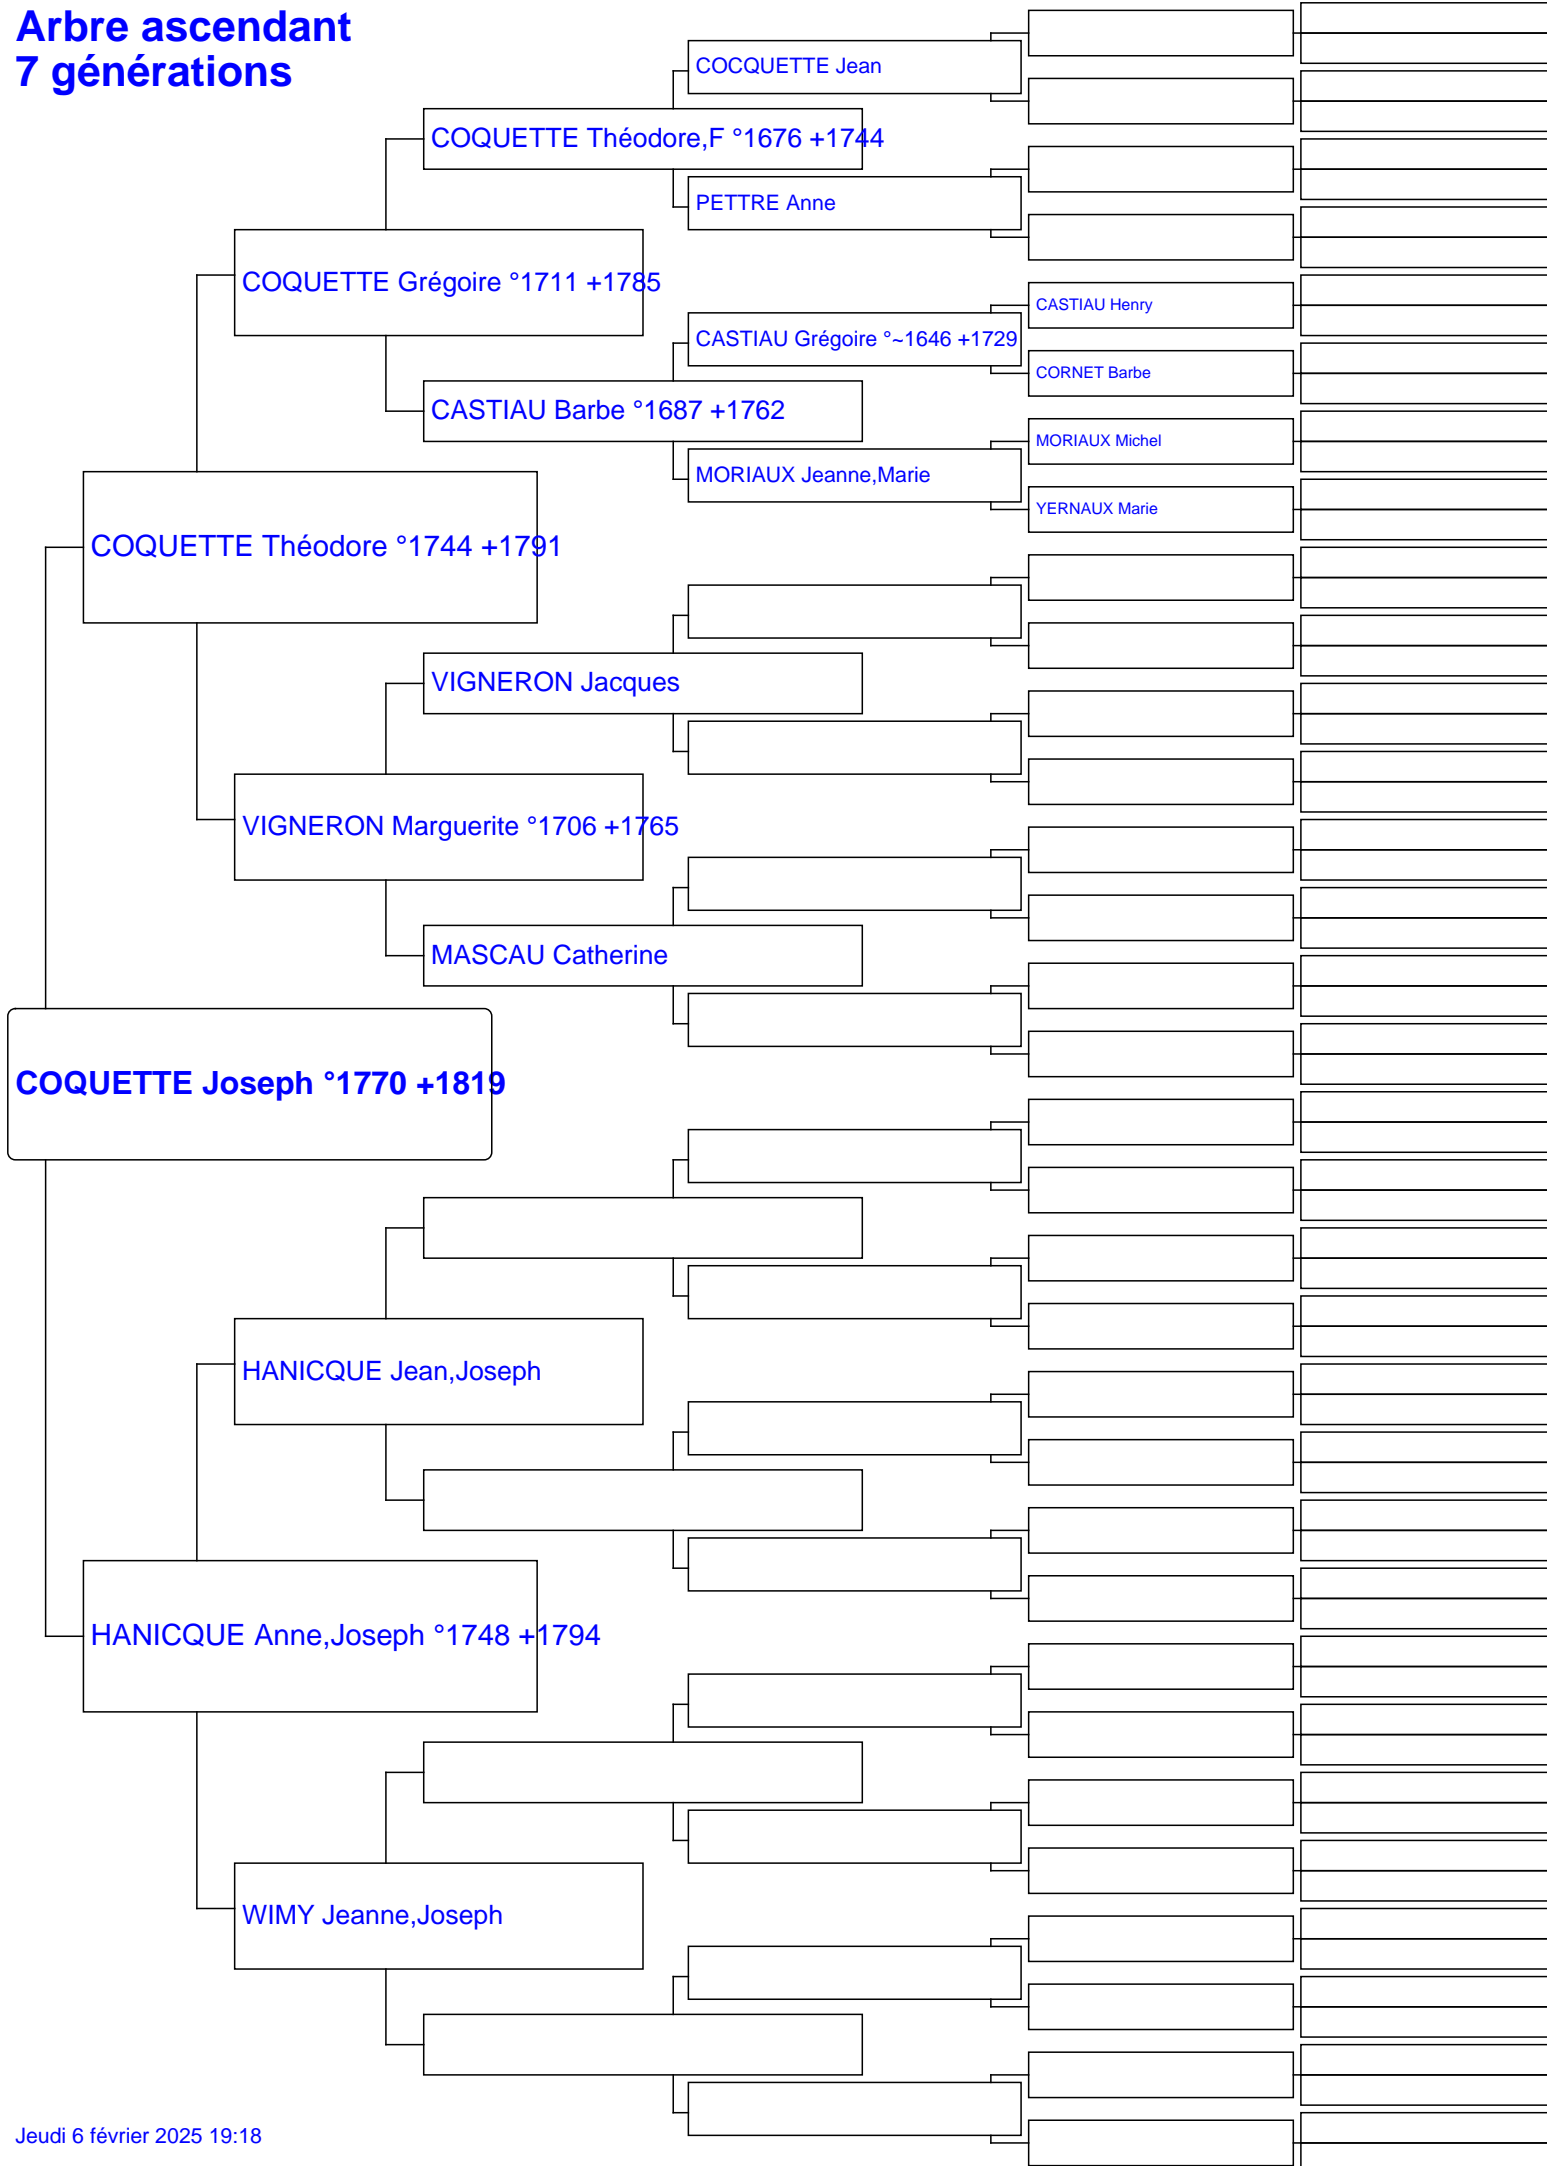 Arbre ascendant
7 générations
COCQUETTE Jean
COQUETTE Théodore,F °1676 +1744
PETTRE Anne
COQUETTE Grégoire °1711 +1785
CASTIAU Henry
CASTIAU Grégoire °~1646 +1729
CORNET Barbe
CASTIAU Barbe °1687 +1762
MORIAUX Michel
MORIAUX Jeanne,Marie
YERNAUX Marie
COQUETTE Théodore °1744 +1791
VIGNERON Jacques
VIGNERON Marguerite °1706 +1765
MASCAU Catherine
COQUETTE Joseph °1770 +1819
HANICQUE Jean,Joseph
HANICQUE Anne,Joseph °1748 +1794
WIMY Jeanne,Joseph
Jeudi 6 février 2025 19:18